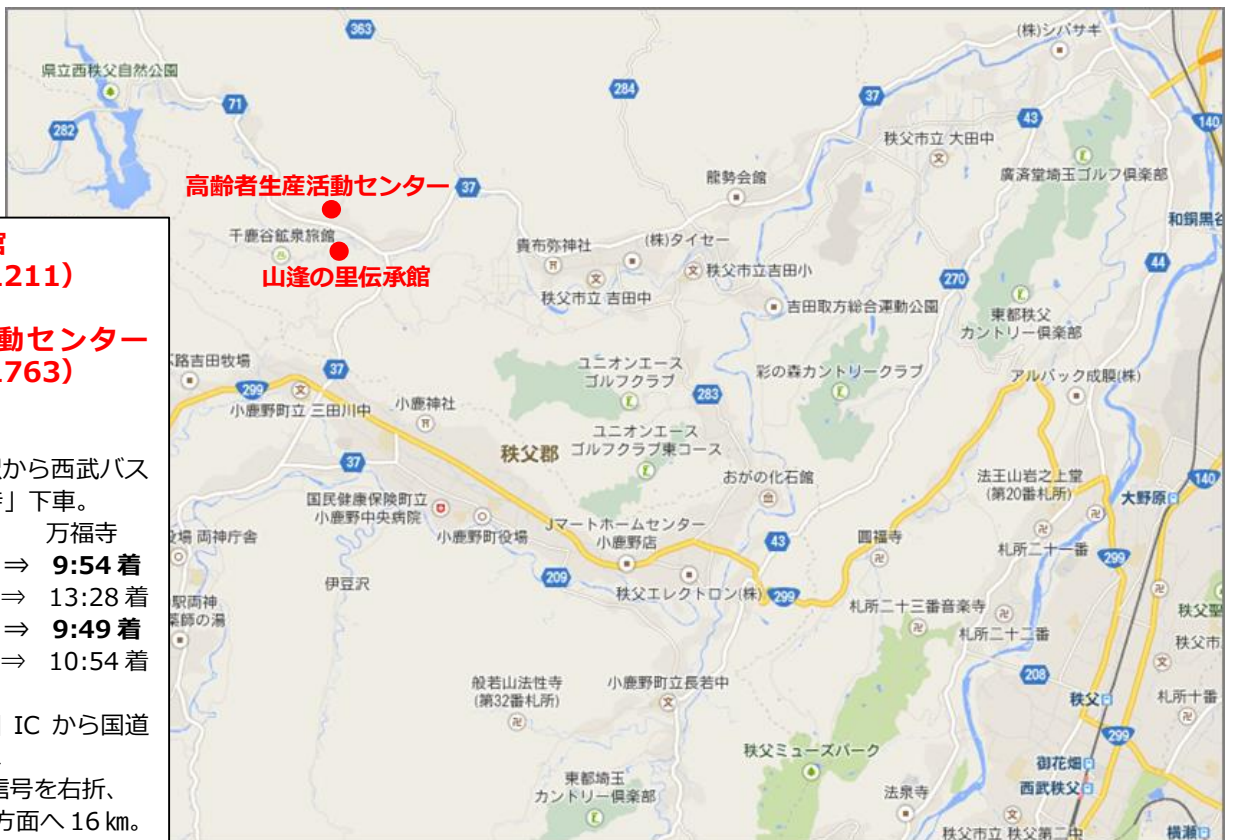 館
1211）
動センター
1763）
駅から西武バス
」下車。
万福寺
⇒ 9:54 着
⇒ 13:28 着
⇒ 9:49 着
⇒ 10:54 着
IC から国道
信号を右折、
方面へ 16 ㎞。
363
(株)シバサキ
県立西秩父自然公園
71
284
37
43
140
282
秩父市立 大田中
廣済堂埼玉ゴルフ倶楽部
高齢者生産活動センター
37
龍勢会館
和銅黒谷
千鹿谷鉱泉旅館
貴布弥神社
(株)タイセー
山逢の里伝承館
秩父市立 吉田中
秩父市立吉田小
270
44
吉田取方総合運動公園
東都秩父
カントリー倶楽部
路吉田牧場
37
299
小鹿野町立 三田川中
小鹿神社
ユニオンエース
ゴルフクラブ
283
彩の森カントリークラブ
アルバック成膜(株)
秩父郡
ユニオンエース
ゴルフクラブ東コース
37
おがの化石館
法王山岩之上堂
(第20番札所)
大野原
140
国民健康保険町立
小鹿野中央病院
小鹿野町役場
Jマートホームセンター
小鹿野店
43
圓福寺
札所二十一番
299
役場 両神庁舎
伊豆沢
209
秩父エレクトロン(株)
299
駅両神
薬師の湯
札所二十三番音楽寺
札所二十二番
秩父聖
秩父市
208
般若山法性寺
(第32番札所)
小鹿野町立長若中
秩父
札所十番
299
秩父ミューズパーク
御花畑
西武秩父
東都埼玉
カントリー倶楽部
法泉寺
秩父市立 秩父第二中
横瀬